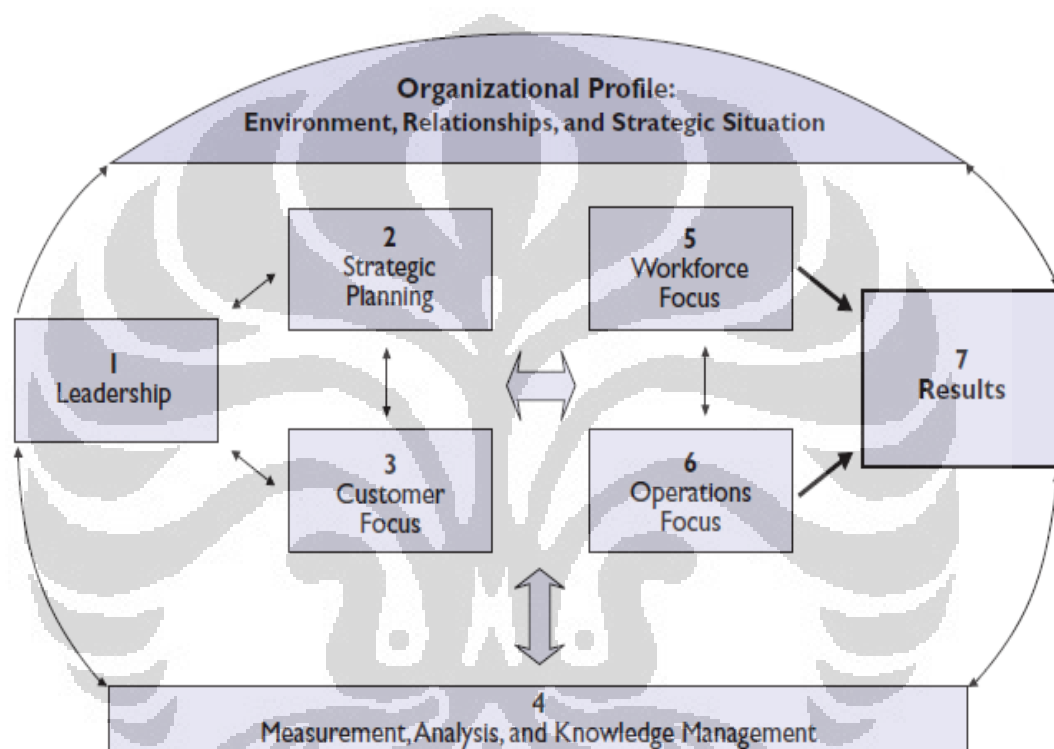 Organizational Profile:
Environment, Relationships, and Strategic Situation
2
Strategic
Planning
5
Workforce
Focus
1
Leadership
7
Results
3
Customer
Focus
6
Operations
Focus
4
Measurement, Analysis, and Knowledge Management